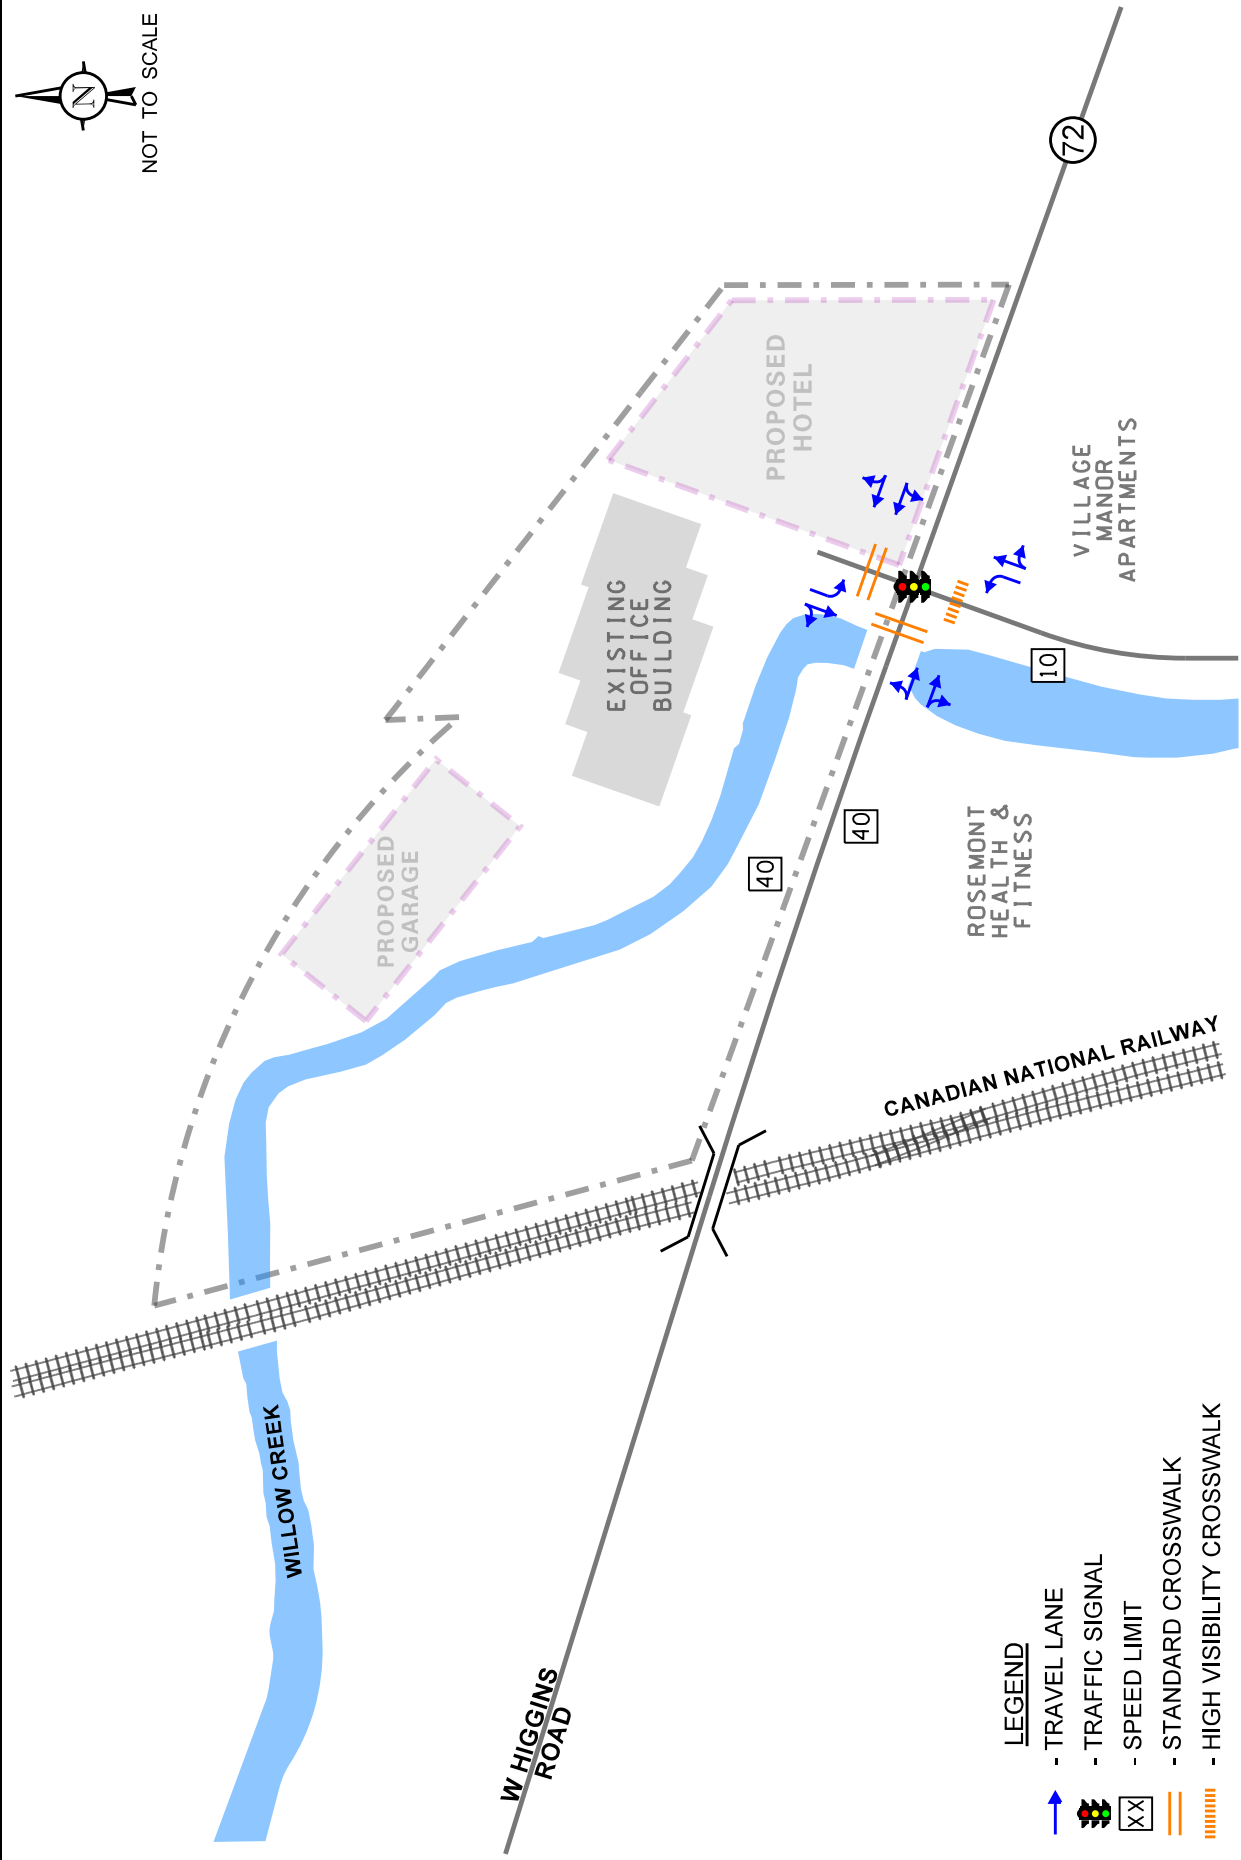 N
NOT TO SCALE
WILLOW CREEK
PROPOSED
GARAGE
EXISTING
OFFICE
BUILDING
PROPOSED
HOTEL
W HIGGINS
ROAD
40
40
72
10
CANADIAN NATIONAL RAILWAY
ROSEMONT
HEALTH &
FITNESS
VILLAGE
MANOR
APARTMENTS
LEGEND
- TRAVEL LANE
- TRAFFIC SIGNAL
XX - SPEED LIMIT
- STANDARD CROSSWALK
- HIGH VISIBILITY CROSSWALK